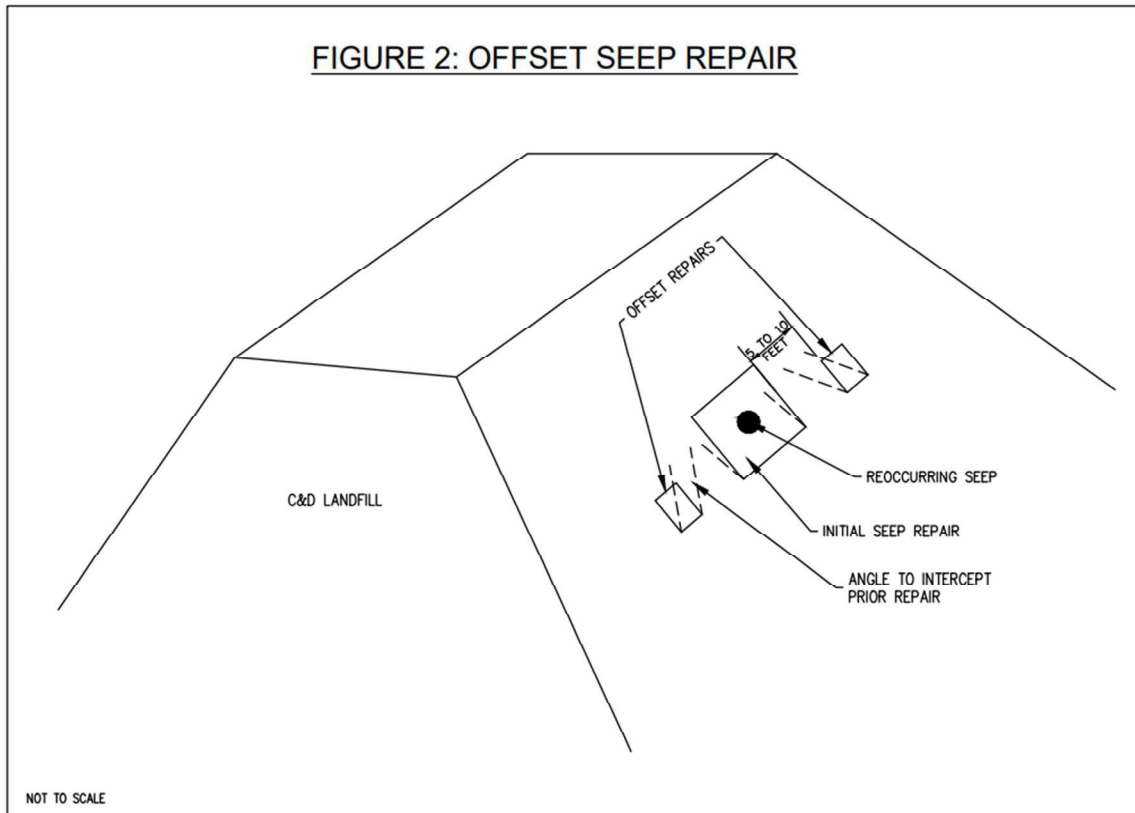 FIGURE 2: OFFSET SEEP REPAIR
OFFSET REPAIRS
5 TO 10
FEET
REOCCURRING SEEP
C&D LANDFILL
INITIAL SEEP REPAIR
ANGLE TO INTERCEPT
PRIOR REPAIR
NOT TO SCALE